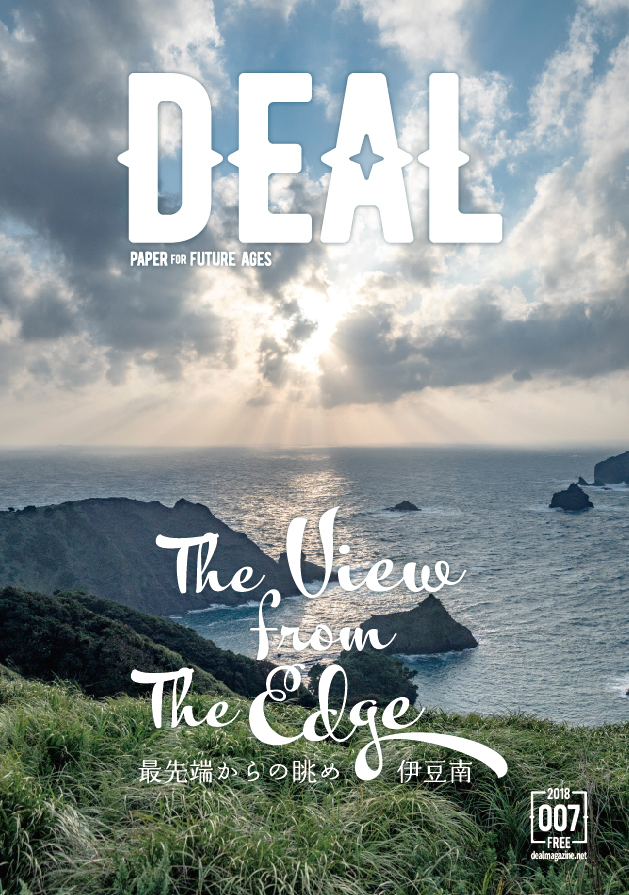 DEAL
PAPER FOR FUTURE AGES
The View
from
The Edge
最先端からの眺め 伊豆南
2018
007
FREE
dealmagazine.net